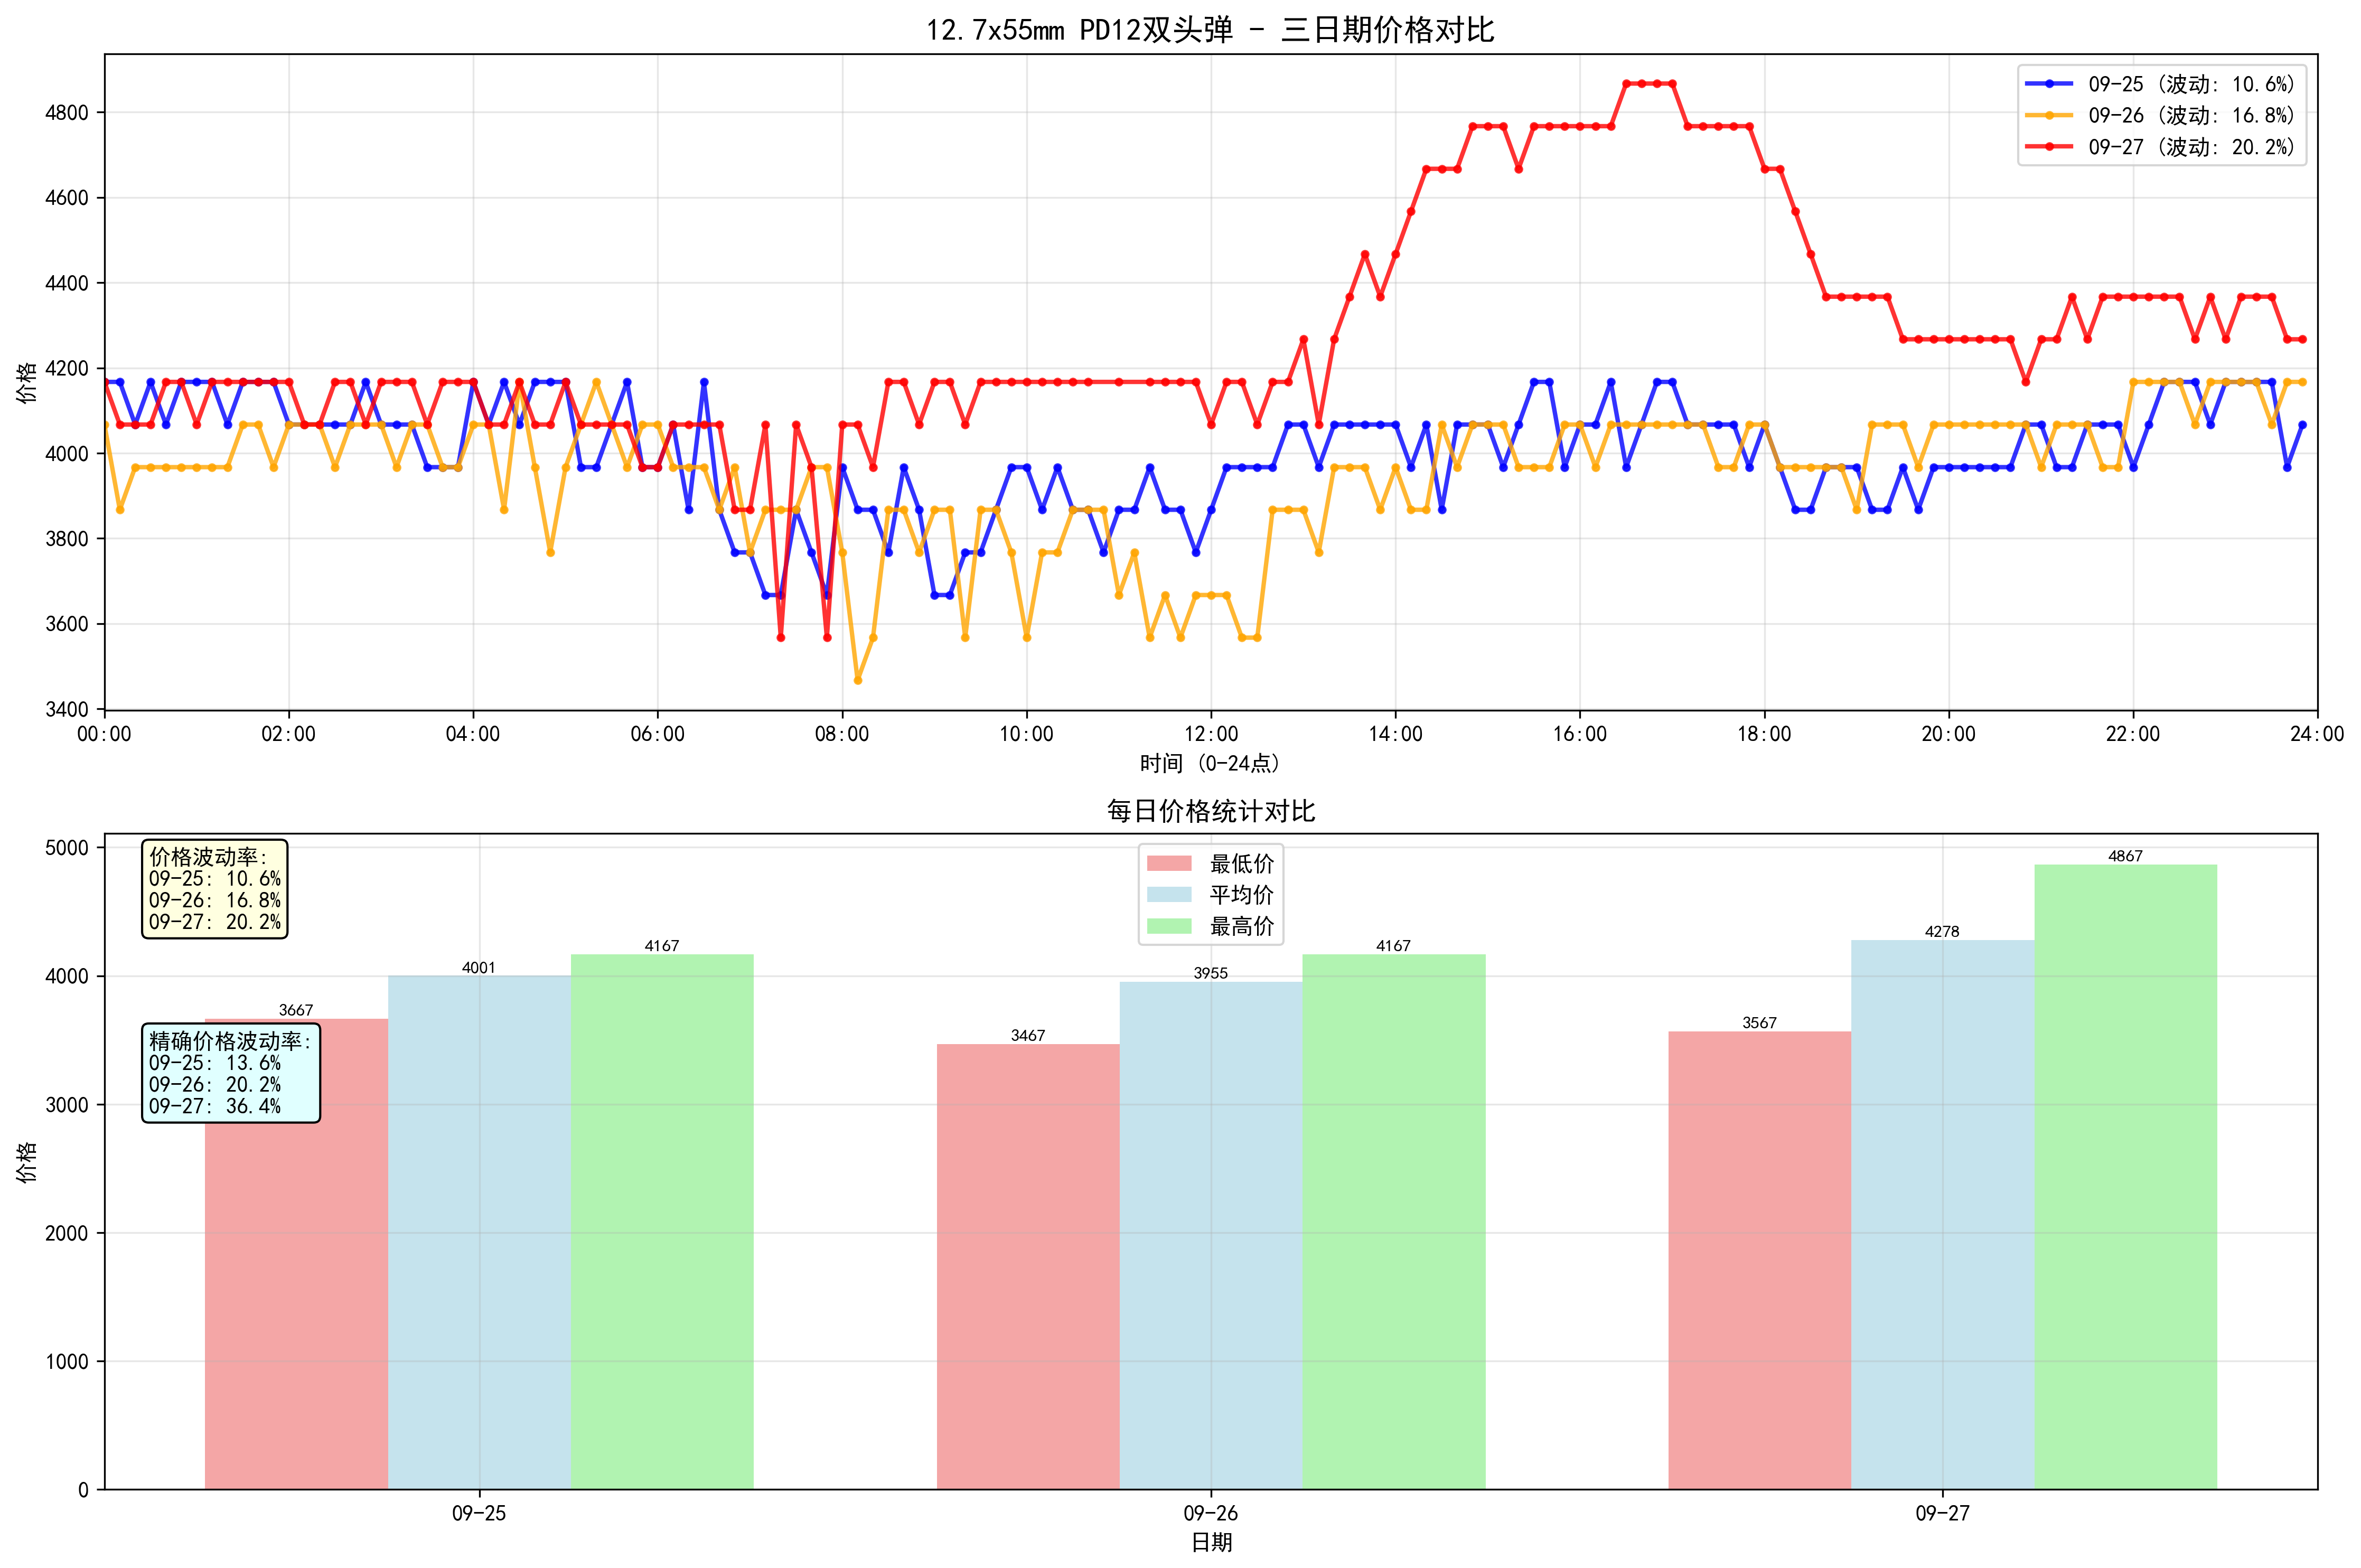 12.7x55mm PD12双头弹 - 三日期价格对比
09-25 (波动: 10.6%)
09-26 (波动: 16.8%)
09-27 (波动: 20.2%)
价格
4800
4600
4400
4200
4000
3800
3600
3400
00:00 02:00 04:00 06:00 08:00 10:00 12:00 14:00 16:00 18:00 20:00 22:00 24:00
时间 (0-24点)
每日价格统计对比
价格波动率:
09-25: 10.6%
09-26: 16.8%
09-27: 20.2%
精确价格波动率:
09-25: 13.6%
09-26: 20.2%
09-27: 36.4%
最低价
平均价
最高价
价格
5000
4000
3000
2000
1000
0
3667 4001 4167
3467 3955 4167
3567 4278 4867
09-25 09-26 09-27
日期